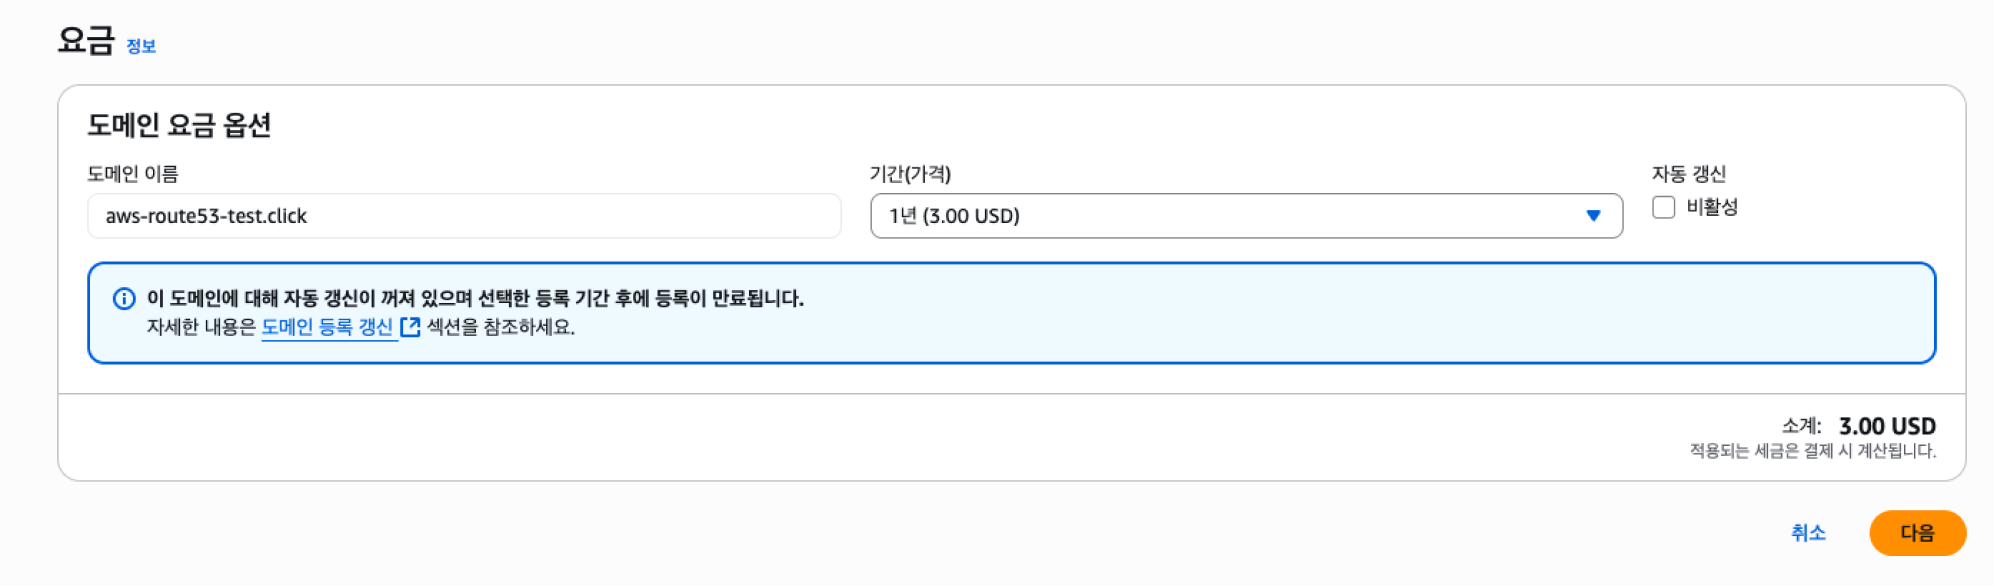 요금 정보
도메인 요금 옵션
도메인 이름
aws-route53-test.click
기간(가격)
1년 (3.00 USD)
자동 갱신
비활성
이 도메인에 대해 자동 갱신이 꺼져 있으며 선택한 등록 기간 후에 등록이 만료됩니다.
자세한 내용은 도메인 등록 갱신 섹션을 참조하세요.
소계: 3.00 USD
적용되는 세금은 결제 시 계산됩니다.
취소
다음